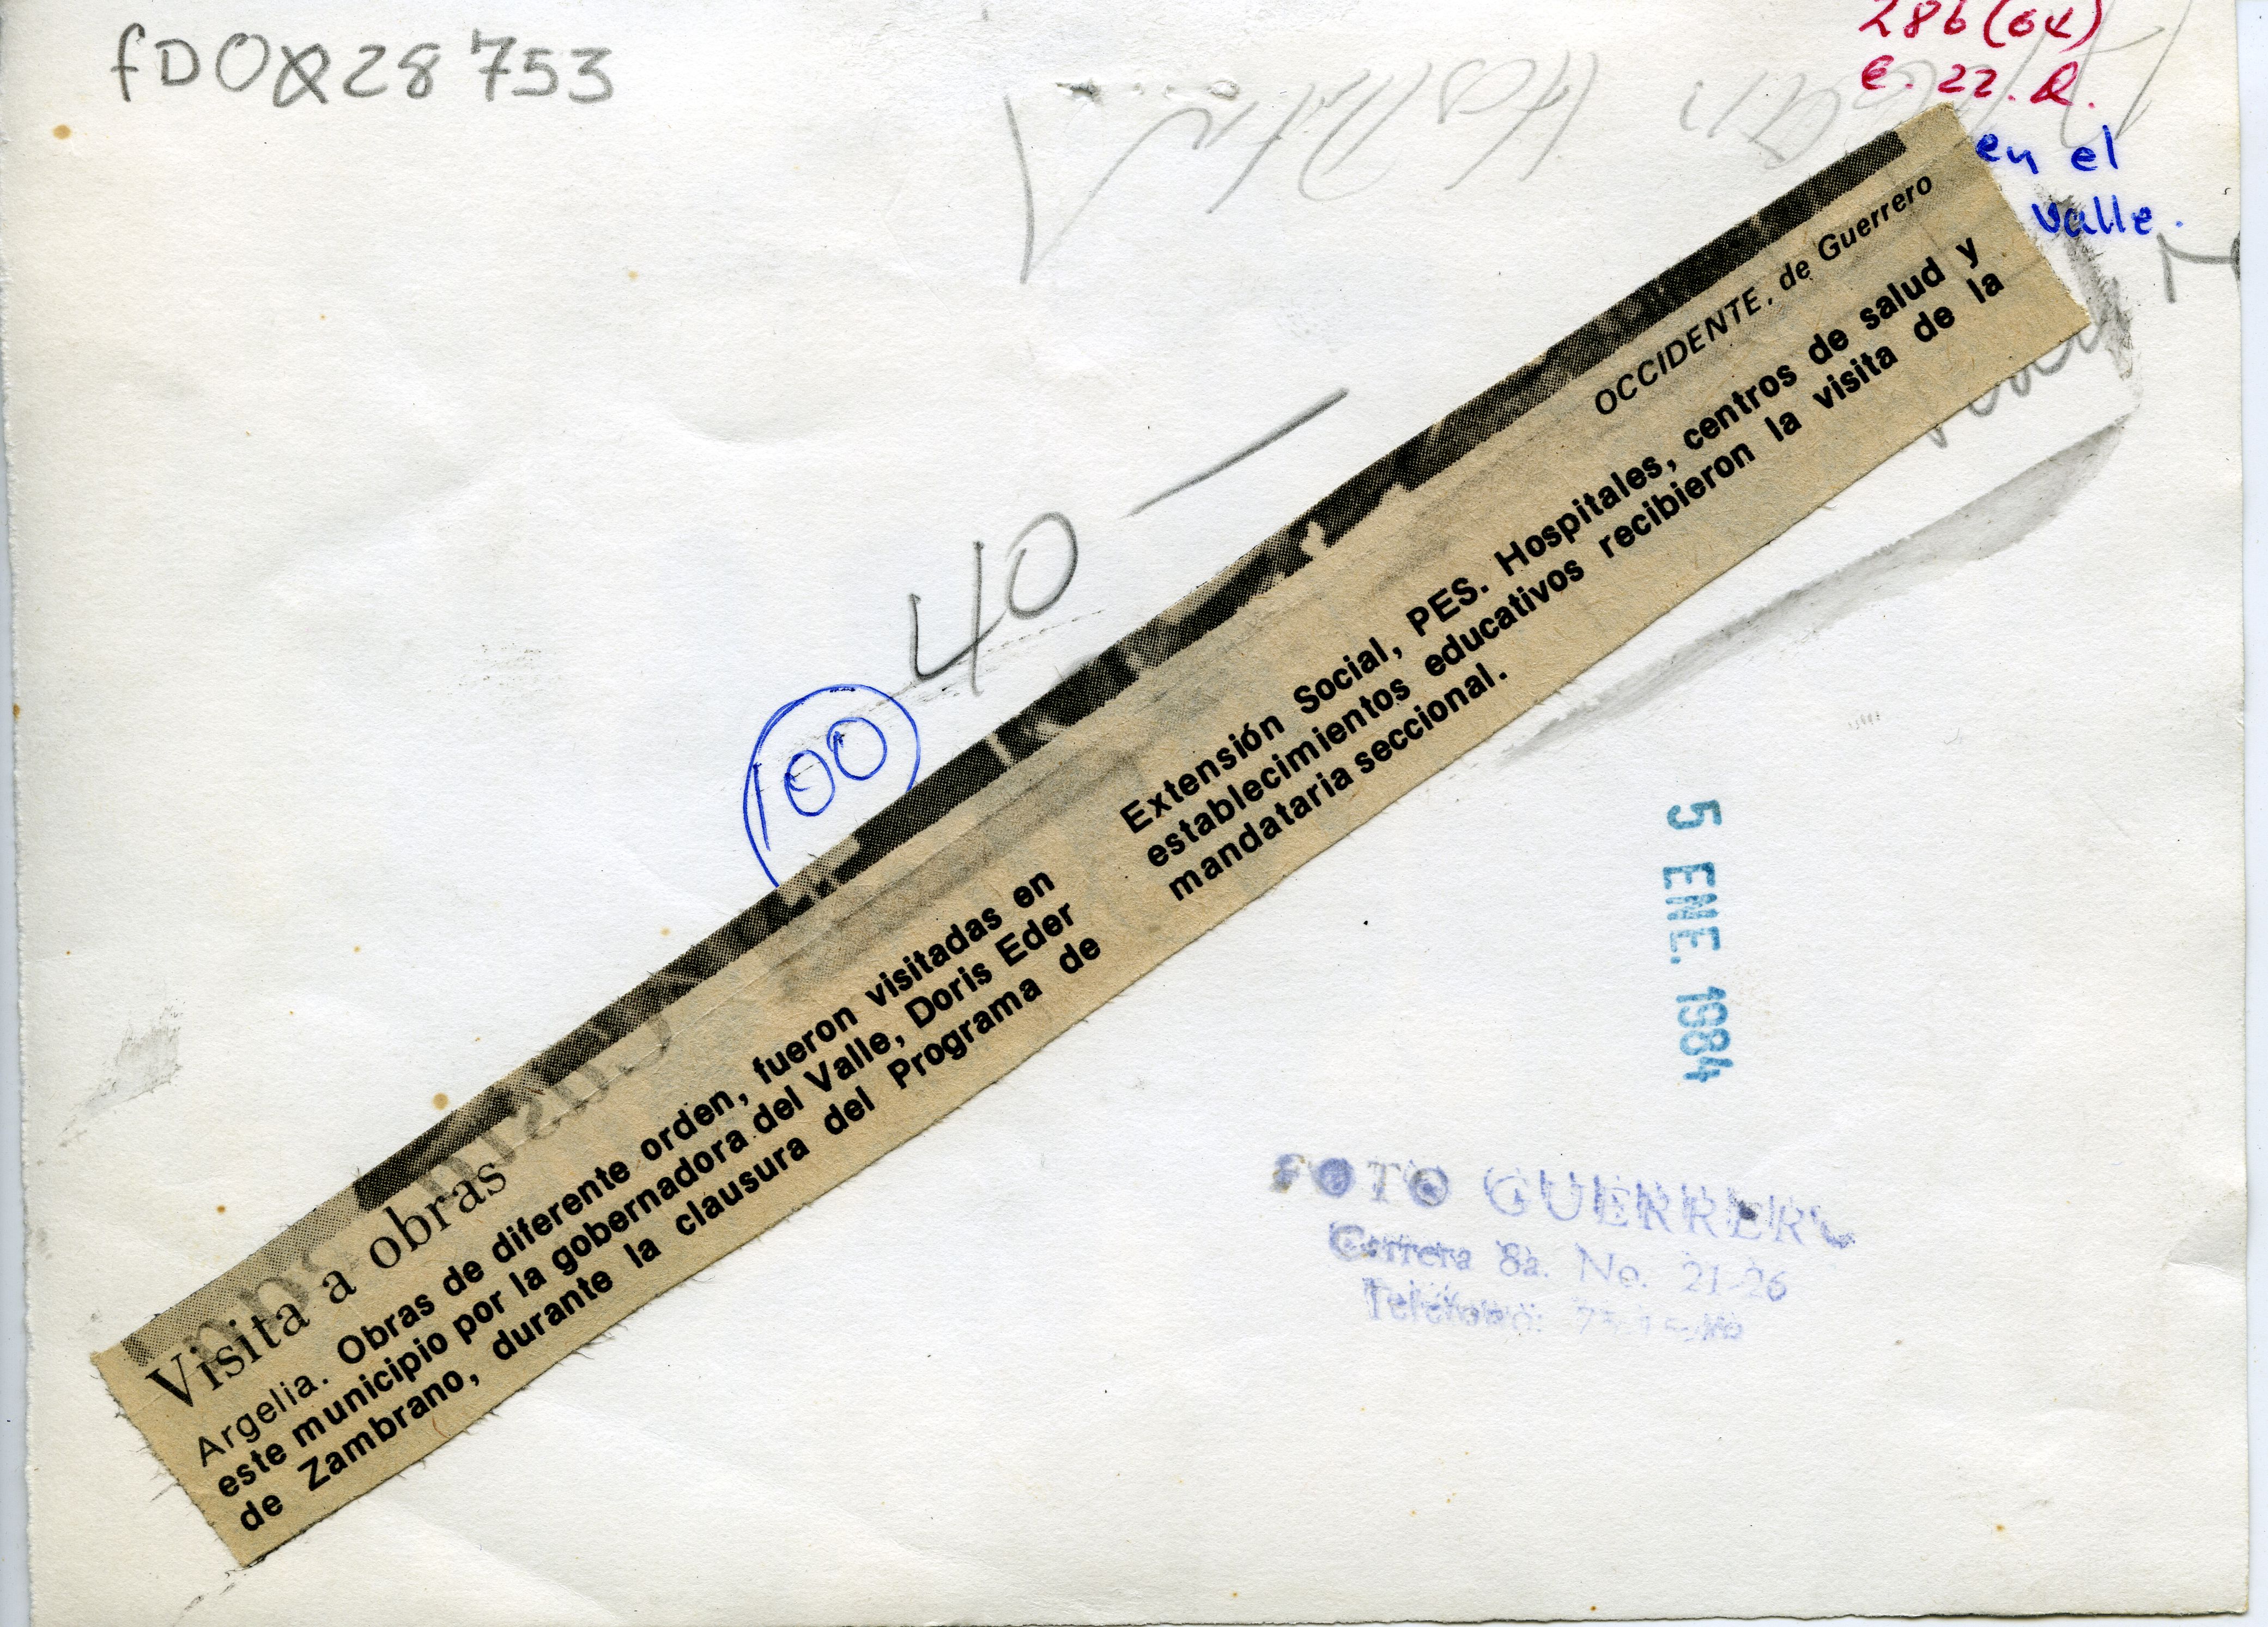 fD0028753
286(64)
e. 22. R.
en el
valle.
40 —
100
OCCIDENTE, de Guerrero
Visita a obras
Argelia. Obras de diferente orden, fueron visitadas en
este municipio por la gobernadora del Valle, Doris Eder
de Zambrano, durante la clausura del Programa de
Extensión Social, PES. Hospitales, centros de salud y
establecimientos educativos recibieron la visita de la
mandataria seccional.
5 ENE. 1984
FOTO GUERRERO
Carrera 8a. No. 21-26
Teléfono: